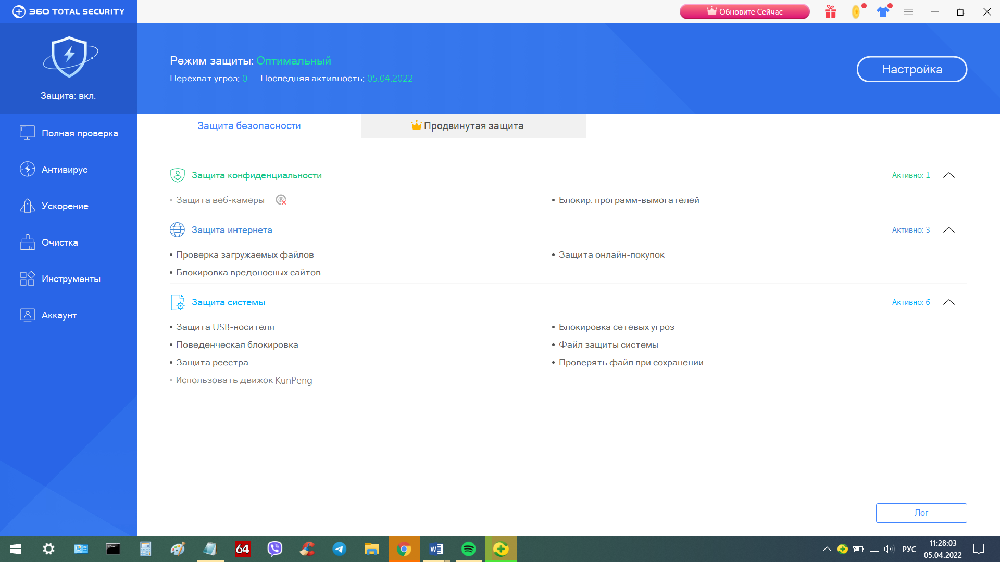 360 TOTAL SECURITY
Обновите Сейчас
Режим защиты: Оптимальный
Перехват угроз: 0 Последняя активность: 05.04.2022
Настройка
Защита: вкл.
Полная проверка
Антивирус
Ускорение
Очистка
Инструменты
Аккаунт
Защита безопасности
Продвинутая защита
Защита конфиденциальности
Активно: 1
• Защита веб-камеры
• Блокир. программ-вымогателей
Защита интернета
Активно: 3
• Проверка загружаемых файлов
• Защита онлайн-покупок
• Блокировка вредоносных сайтов
Защита системы
Активно: 6
• Защита USB-носителя
• Блокировка сетевых угроз
• Поведенческая блокировка
• Файл защиты системы
• Защита реестра
• Проверять файл при сохранении
• Использовать движок KunPeng
Лог
64
W
РУС
11:28:03
05.04.2022